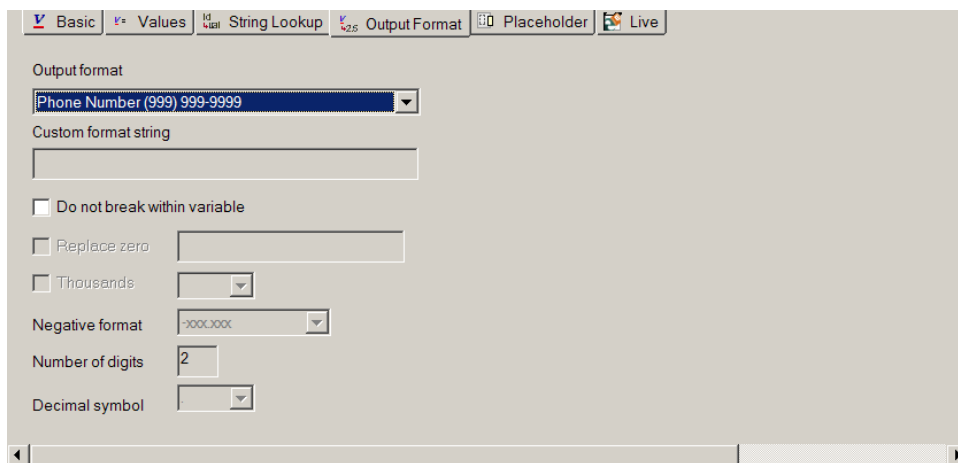 Basic Values String Lookup Output Format Placeholder Live
Output format
Phone Number (999) 999-9999
Custom format string
Do not break within variable
Replace zero
Thousands
Negative format -xxx.xxx
Number of digits 2
Decimal symbol .